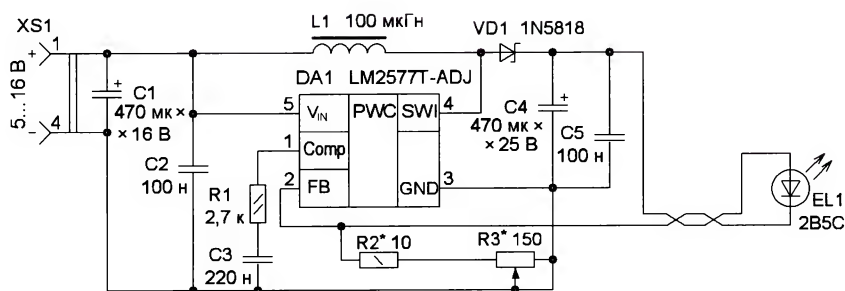 XS1
L1 100 мкГн
VD1 1N5818
+ 1
5...16 В
- 4
C1
470 мк ×
× 16 В
DA1 LM2577T-ADJ
5 VIN PWC SWI 4
1 Comp
2 FB GND 3
+
+
C4
470 мк ×
× 25 В
C5
100 н
C2
100 н
R1
2,7 к
C3
220 н
R2* 10
R3* 150
EL1
2B5C